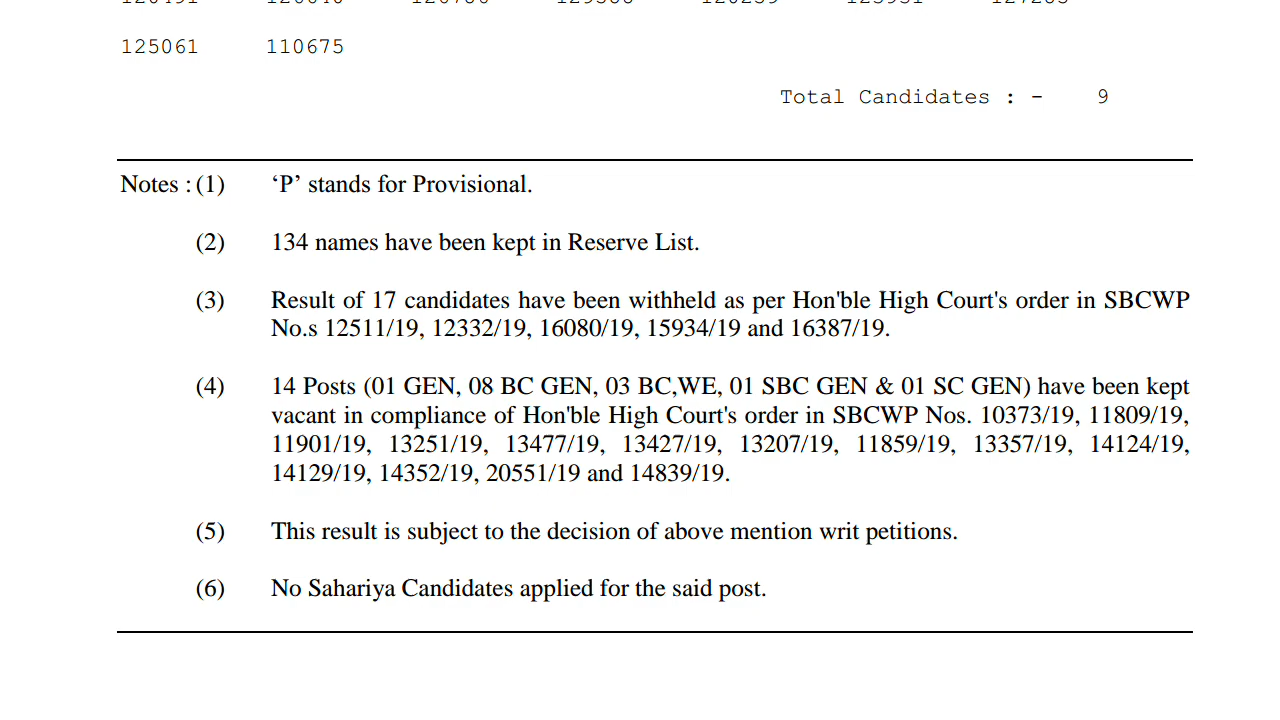 125061 110675
Total Candidates : - 9
Notes : (1) ‘P’ stands for Provisional.
(2) 134 names have been kept in Reserve List.
(3) Result of 17 candidates have been withheld as per Hon'ble High Court's order in SBCWP
No.s 12511/19, 12332/19, 16080/19, 15934/19 and 16387/19.
(4) 14 Posts (01 GEN, 08 BC GEN, 03 BC,WE, 01 SBC GEN & 01 SC GEN) have been kept
vacant in compliance of Hon'ble High Court's order in SBCWP Nos. 10373/19, 11809/19,
11901/19, 13251/19, 13477/19, 13427/19, 13207/19, 11859/19, 13357/19, 14124/19,
14129/19, 14352/19, 20551/19 and 14839/19.
(5) This result is subject to the decision of above mention writ petitions.
(6) No Sahariya Candidates applied for the said post.